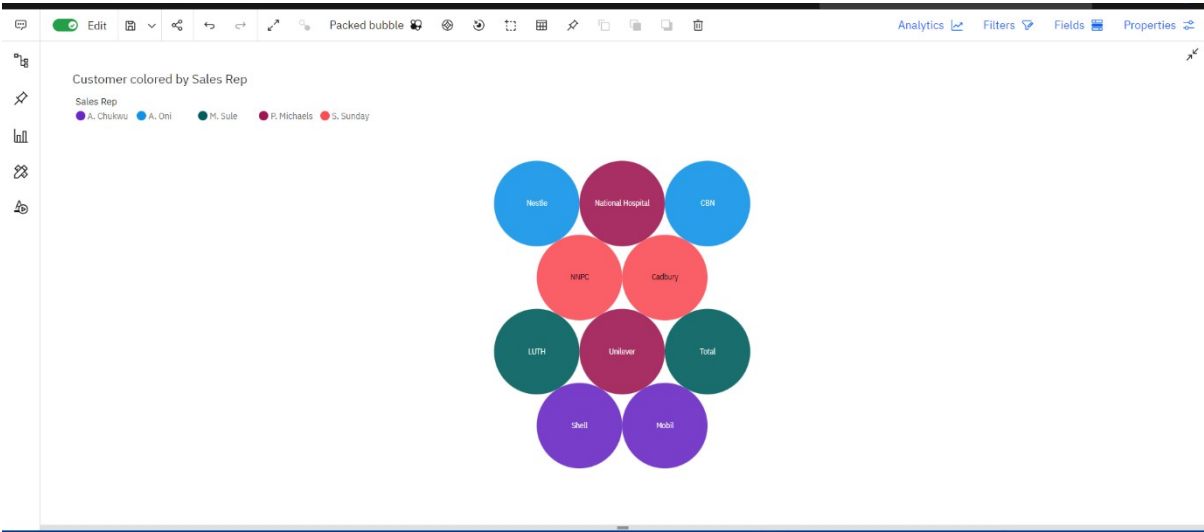 Edit Packed bubble Analytics Filters Fields Properties
Customer colored by Sales Rep
Sales Rep
A. Chukwu A. Oni M. Sule P. Michaels S. Sunday
Nestle National Hospital CBN
NNPC Cadbury
LUTH Unilever Total
Shell Mobil